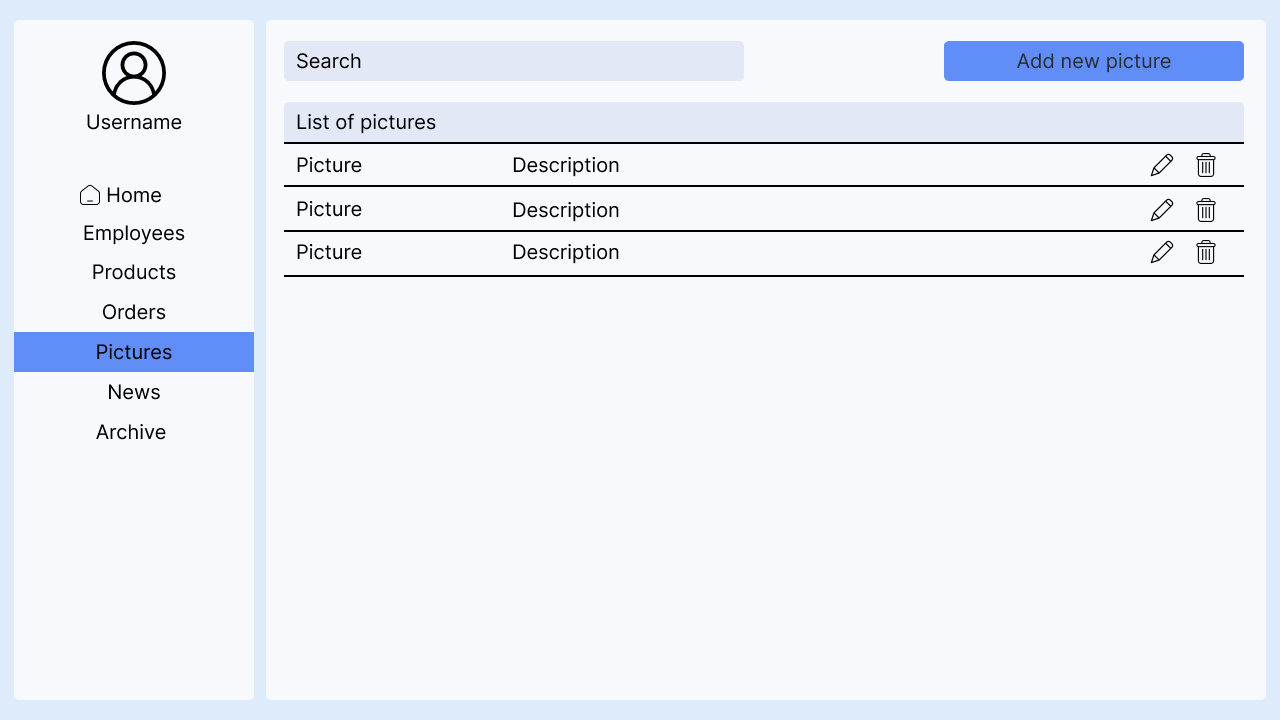 Username
Home
Employees
Products
Orders
Pictures
News
Archive
Search
Add new picture
List of pictures
Picture Description
Picture Description
Picture Description